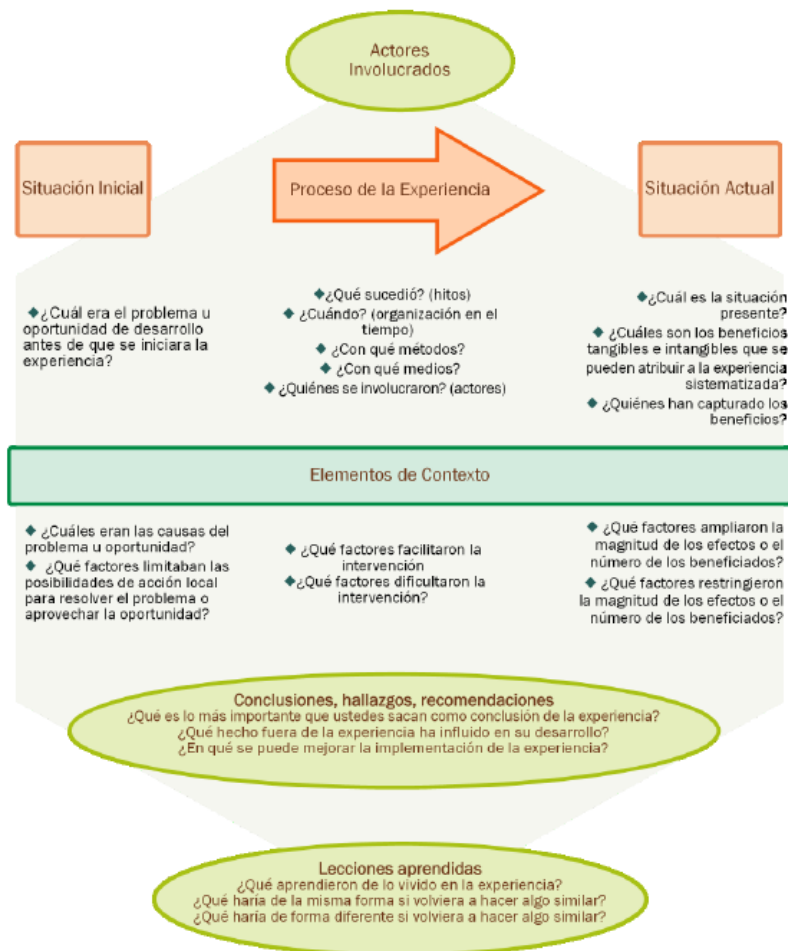 Actores
Involucrados
Situación Inicial
Proceso de la Experiencia
Situación Actual
◆¿Cuál era el problema u
oportunidad de desarrollo
antes de que se iniciara la
experiencia?
◆¿Qué sucedió? (hitos)
◆¿Cuándo? (organización en el
tiempo)
◆¿Con qué métodos?
◆¿Con qué medios?
◆¿Quiénes se involucraron? (actores)
◆¿Cuál es la situación
presente?
◆¿Cuáles son los beneficios
tangibles e intangibles que se
pueden atribuir a la experiencia
sistematizada?
◆¿Quiénes han capturado los
beneficios?
Elementos de Contexto
◆ ¿Cuáles eran las causas del
problema u oportunidad?
◆ ¿Qué factores limitaban las
posibilidades de acción local
para resolver el problema o
aprovechar la oportunidad?
◆¿Qué factores facilitaron la
intervención
◆¿Qué factores dificultaron la
intervención?
◆ ¿Qué factores ampliaron la
magnitud de los efectos o el
número de los beneficiados?
◆ ¿Qué factores restringieron
la magnitud de los efectos o el
número de los beneficiados?
Conclusiones, hallazgos, recomendaciones
¿Qué es lo más importante que ustedes sacan como conclusión de la experiencia?
¿Qué hecho fuera de la experiencia ha influido en su desarrollo?
¿En qué se puede mejorar la implementación de la experiencia?
Lecciones aprendidas
¿Qué aprendieron de lo vivido en la experiencia?
¿Qué haría de la misma forma si volviera a hacer algo similar?
¿Qué haría de forma diferente si volviera a hacer algo similar?